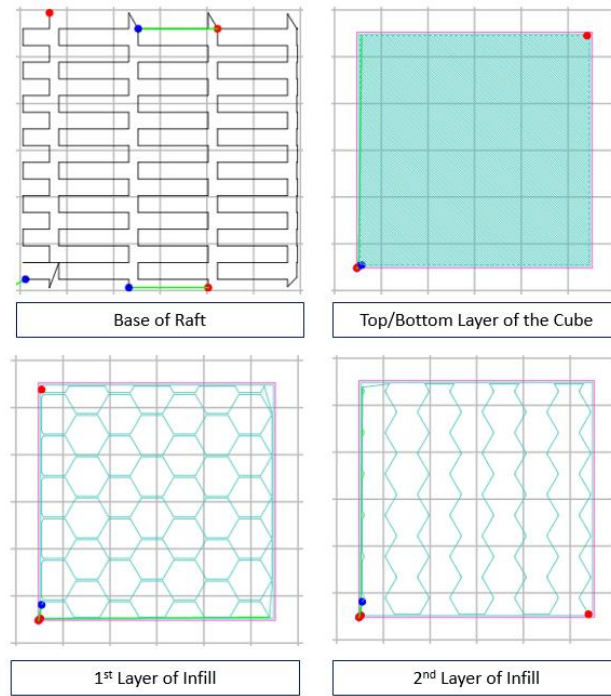 Base of Raft
Top/Bottom Layer of the Cube
1st Layer of Infill
2nd Layer of Infill